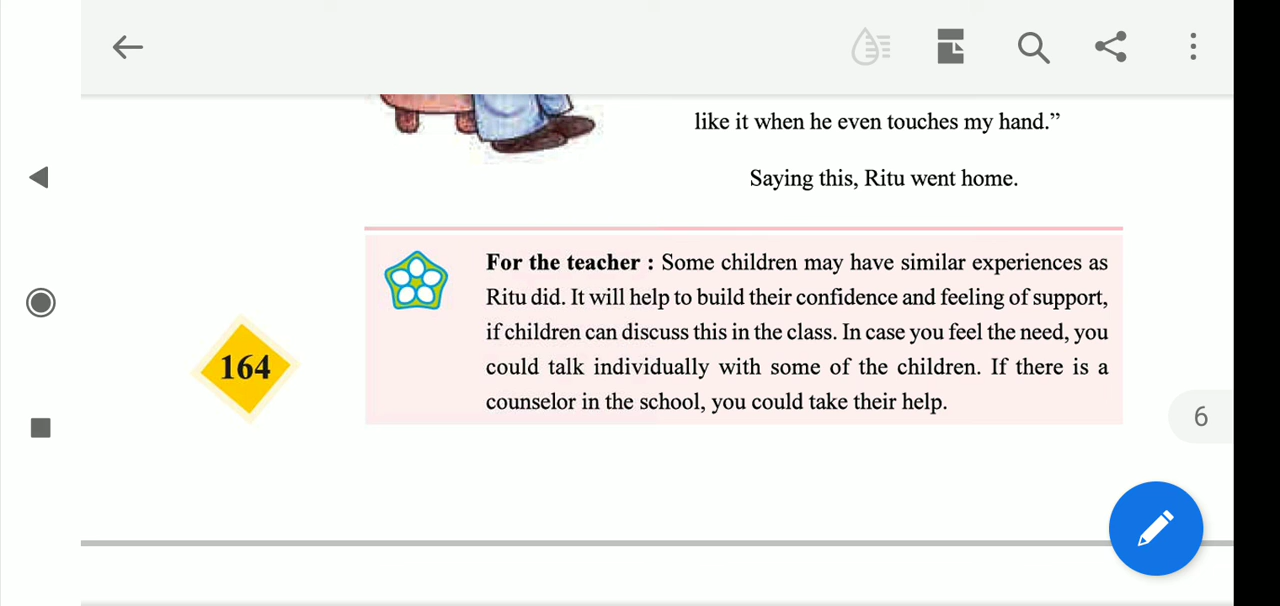 like it when he even touches my hand.”
Saying this, Ritu went home.
For the teacher : Some children may have similar experiences as
Ritu did. It will help to build their confidence and feeling of support,
if children can discuss this in the class. In case you feel the need, you
could talk individually with some of the children. If there is a
counselor in the school, you could take their help.
164
6